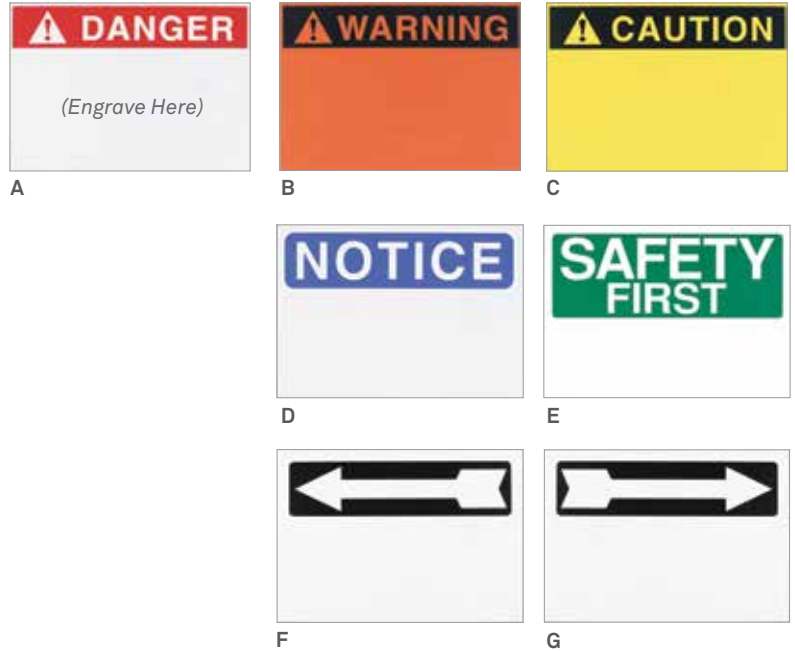 DANGER
(Engrave Here)
A
WARNING
B
CAUTION
C
NOTICE
D
SAFETY
FIRST
E
F
G